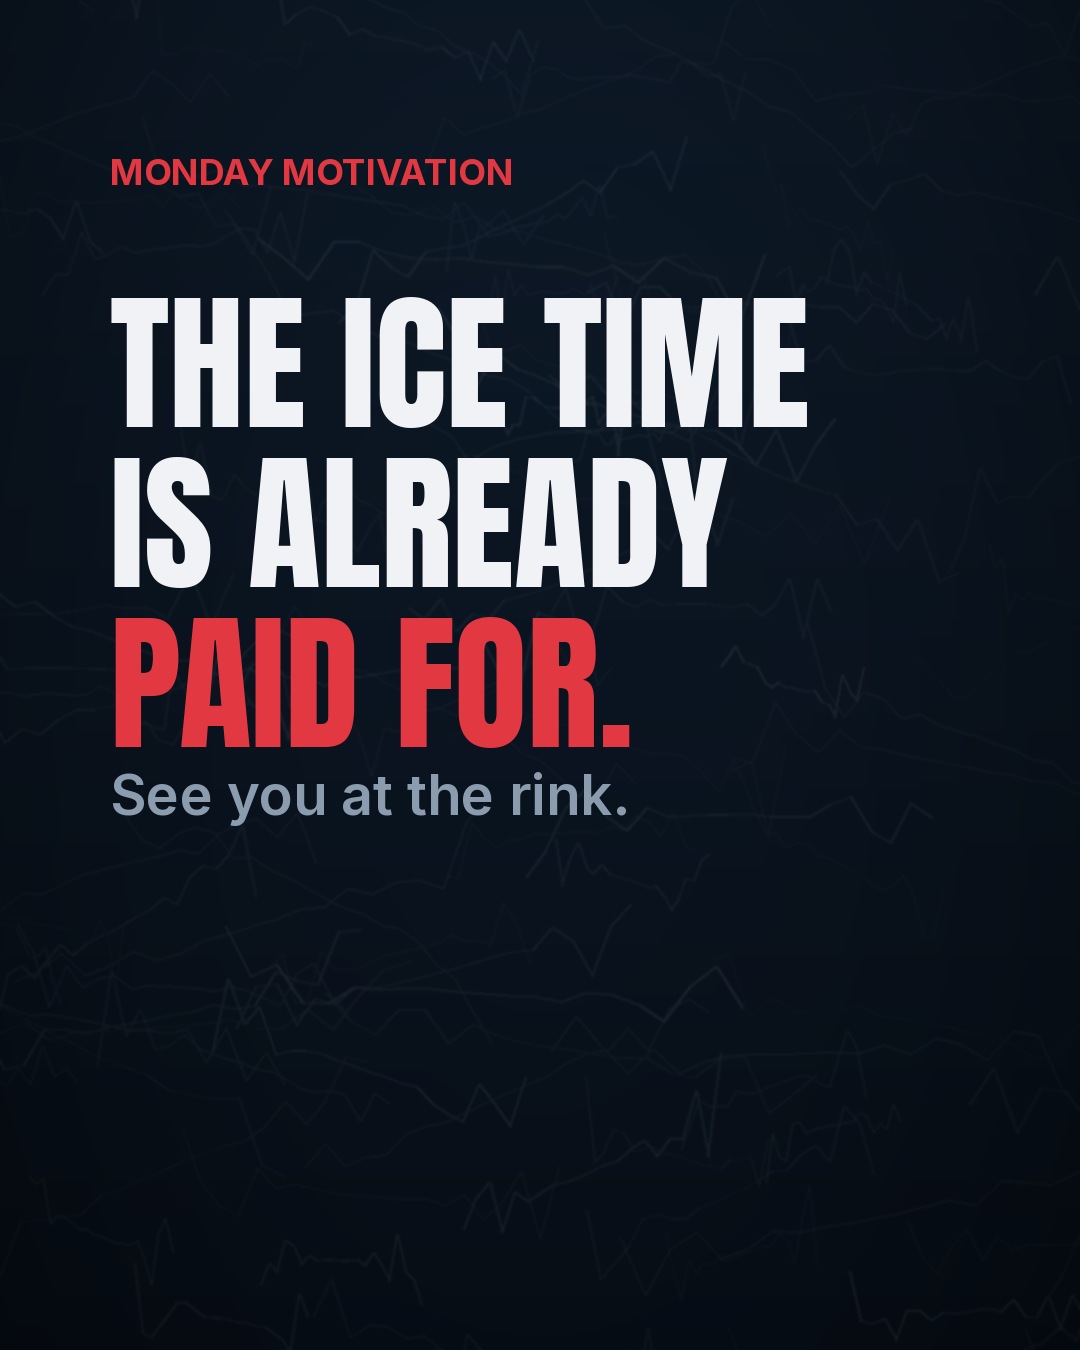 MONDAY MOTIVATION
THE ICE TIME
IS ALREADY
PAID FOR.
See you at the rink.